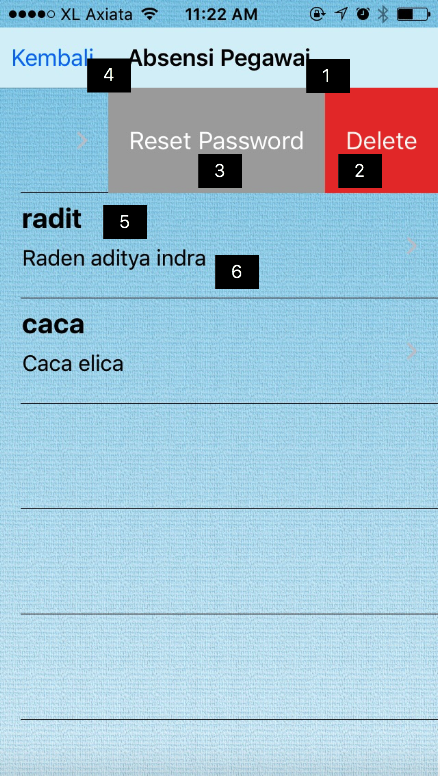 XL Axiata 11:22 AM
Kembali Absensi Pegawai
4 1
Reset Password Delete
3 2
radit 5
Raden aditya indra 6
caca
Caca elica